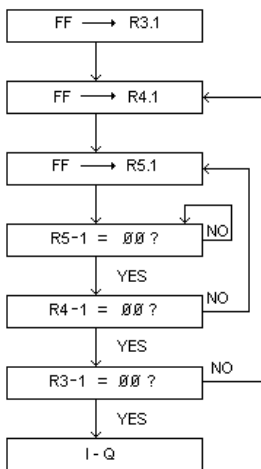 FF → R3.1
FF → R4.1
FF → R5.1
R5-1 = ØØ ?
NO
YES
R4-1 = ØØ ?
NO
YES
R3-1 = ØØ ?
NO
YES
I - Q